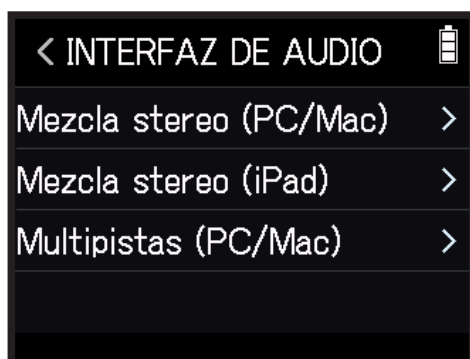 < INTERFAZ DE AUDIO
Mezcla stereo (PC/Mac) >
Mezcla stereo (iPad) >
Multipistas (PC/Mac) >